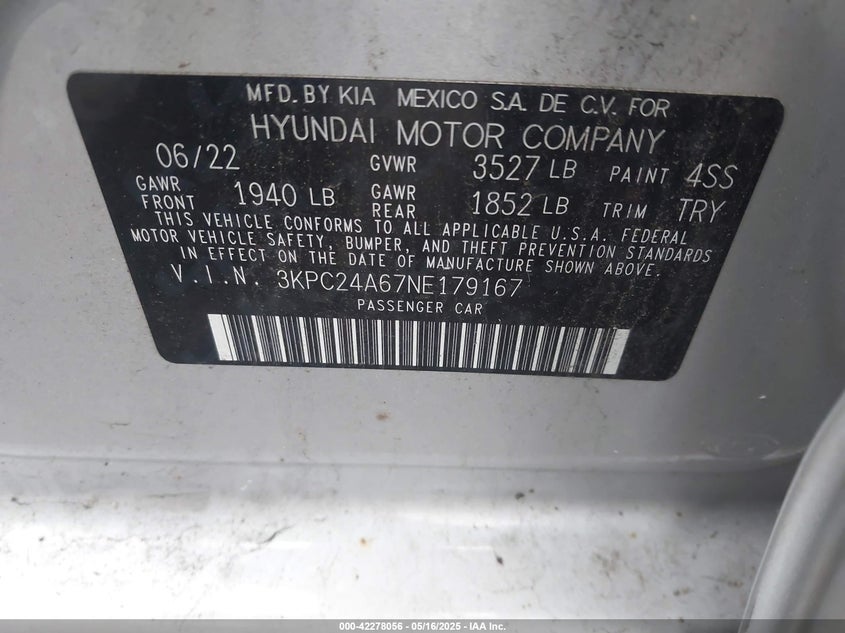 MFD. BY KIA MEXICO S.A. DE C.V. FOR
HYUNDAI MOTOR COMPANY
06/22 GVWR 3527 LB PAINT 4SS
GAWR FRONT 1940 LB GAWR REAR 1852 LB TRIM TRY
THIS VEHICLE CONFORMS TO ALL APPLICABLE U.S.A. FEDERAL
MOTOR VEHICLE SAFETY, BUMPER, AND THEFT PREVENTION STANDARDS
IN EFFECT ON THE DATE OF MANUFACTURE SHOWN ABOVE.
V.I.N. 3KPC24A67NE179167
PASSENGER CAR
000-42278056 - 05/16/2025 - IAA Inc.